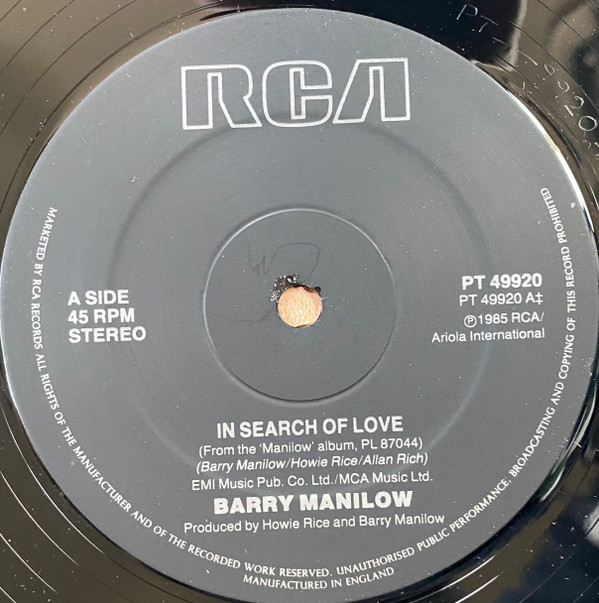 RCA
PT-49920
A SIDE
45 RPM
STEREO
PT 49920
PT 49920 A‡
Ⓟ1985 RCA/
Ariola International
IN SEARCH OF LOVE
(From the 'Manilow' album, PL 87044)
(Barry Manilow/Howie Rice/Allan Rich)
EMI Music Pub. Co. Ltd./MCA Music Ltd.
BARRY MANILOW
Produced by Howie Rice and Barry Manilow
MARKETED BY RCA RECORDS ALL RIGHTS OF THE MANUFACTURER AND OF THE RECORDED WORK RESERVED. UNAUTHORISED PUBLIC PERFORMANCE, BROADCASTING AND COPYING OF THIS RECORD PROHIBITED
MANUFACTURED IN ENGLAND